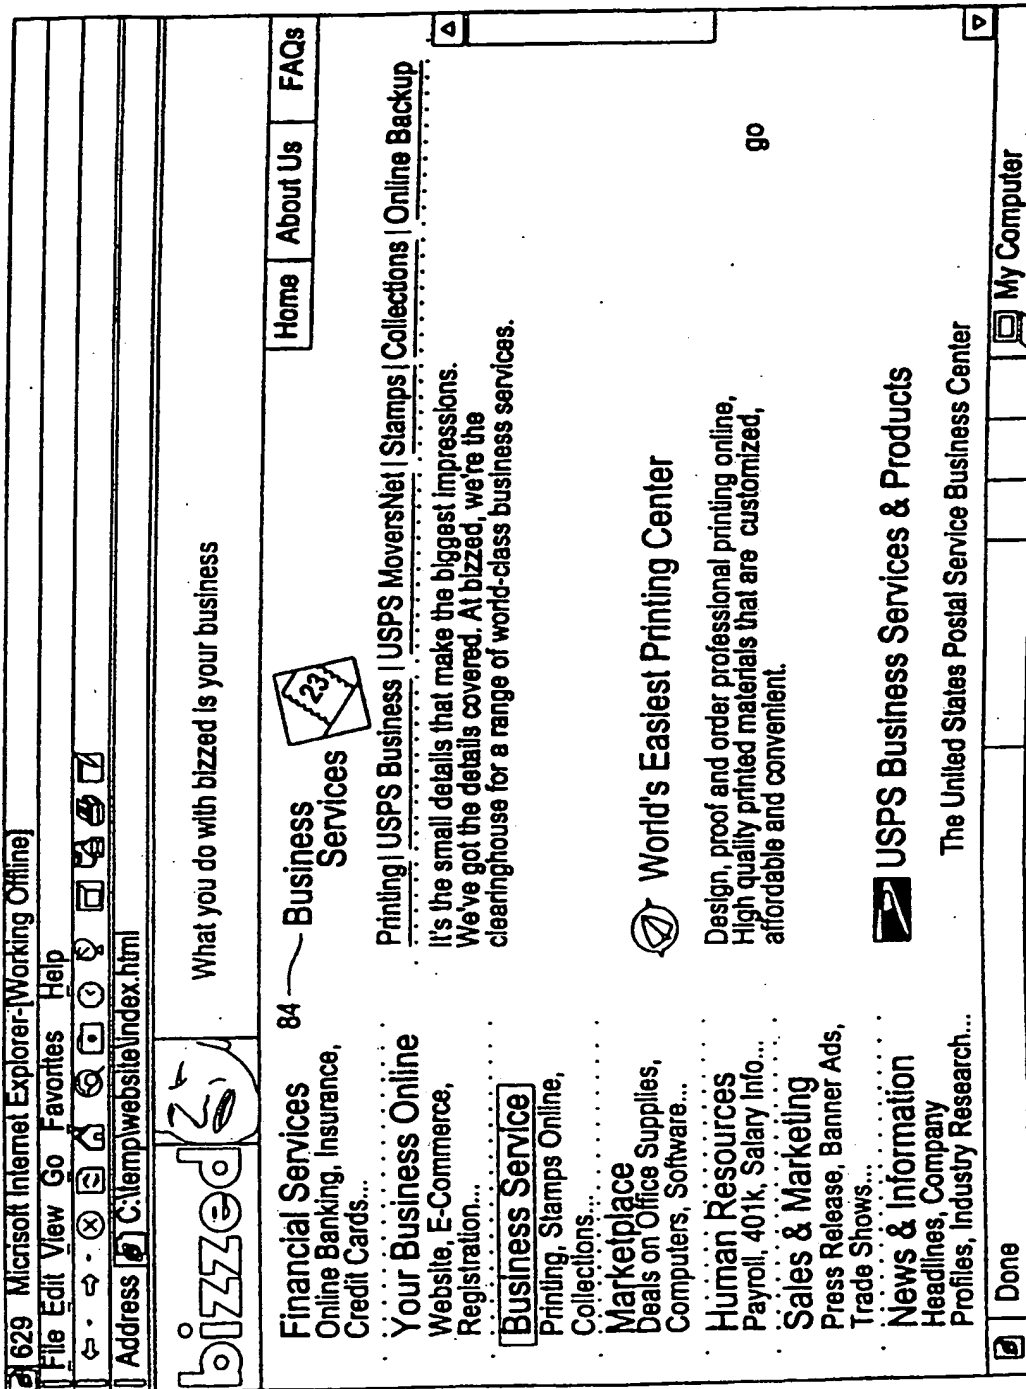 629 Micrisoft Internet Explorer-[Working Offline]
File Edit View Go Favorites Help
Address C:\temp\website\index.html
bizzed
What you do with bizzed is your business
Home | About Us | FAQs
Financial Services
Online Banking, Insurance,
Credit Cards...
Your Business Online
Website, E-Commerce,
Registration...
Business Service
Printing, Stamps Online,
Collections...
Marketplace
Deals on Office Supplies,
Computers, Software...
Human Resources
Payroll, 401k, Salary Info...
Sales & Marketing
Press Release, Banner Ads,
Trade Shows...
News & Information
Headlines, Company
Profiles, Industry Research...
84
Business
Services
23
Printing | USPS Business | USPS MoversNet | Stamps | Collections | Online Backup
It's the small details that make the biggest impressions.
We've got the details covered. At bizzed, we're the
clearinghouse for a range of world-class business services.
World's Easiest Printing Center
Design, proof and order professional printing online,
High quality printed materials that are customized,
affordable and convenient.
go
USPS Business Services & Products
The United States Postal Service Business Center
Done
My Computer